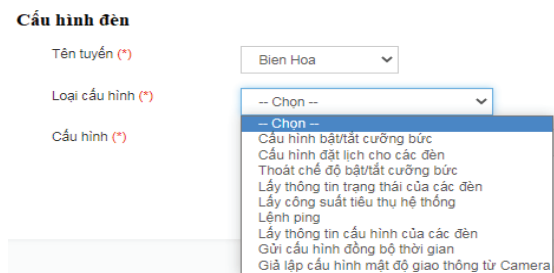 Cấu hình đèn
Tên tuyến (*)
Bien Hoa
Loại cấu hình (*)
-- Chọn --
Cấu hình (*)
-- Chọn --
Cấu hình bật/tắt cưỡng bức
Cấu hình đặt lịch cho các đèn
Thoát chế độ bật/tắt cưỡng bức
Lấy thông tin trạng thái của các đèn
Lấy công suất tiêu thụ hệ thống
Lệnh ping
Lấy thông tin cấu hình của các đèn
Gửi cấu hình đồng bộ thời gian
Giả lập cấu hình mật độ giao thông từ Camera